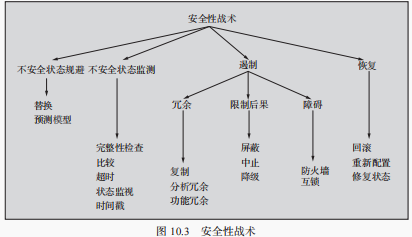 安全性战术
不安全状态规避
不安全状态监测
遏制
恢复
替换
预测模型
冗余
限制后果
障碍
完整性检查
比较
超时
状态监视
时间戳
复制
分析冗余
功能冗余
屏蔽
中止
降级
防火墙
互锁
回滚
重新配置
修复状态
图 10.3 安全性战术